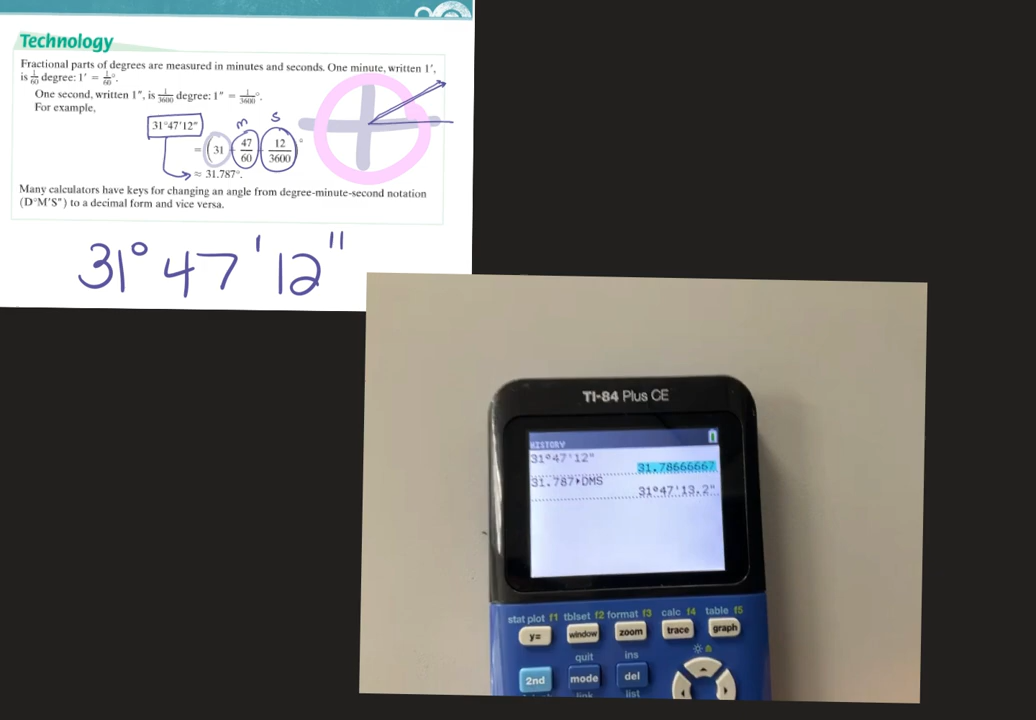 Technology
Fractional parts of degrees are measured in minutes and seconds. One minute, written 1′,
is 1/60 degree: 1′ = 1/60°.
One second, written 1″, is 1/3600 degree: 1″ = 1/3600°.
For example,
m s
31°47′12″
= (31 + 47/60 + 12/3600)°
≈ 31.787°.
Many calculators have keys for changing an angle from degree-minute-second notation
(D°M′S″) to a decimal form and vice versa.
31° 47 ' 12 "
TI-84 Plus CE
HISTORY
31°47'12"
31.78666667
31.787►DMS
31°47'13.2"
stat plot f1 tblset f2 format f3 calc f4 table f5
y= window zoom trace graph
quit ins
2nd mode del
link list